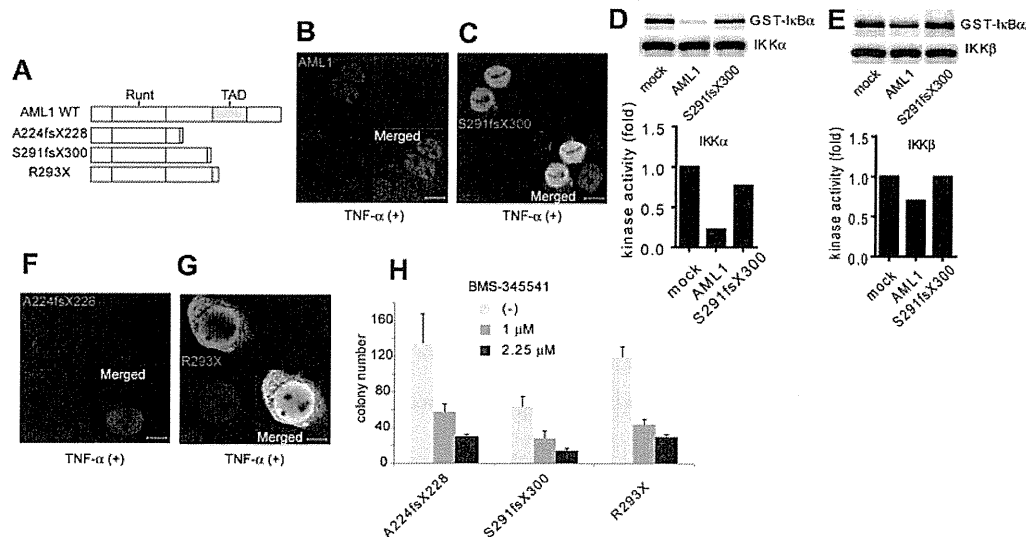 A
Runt
TAD
AML1 WT
A224fsX228
S291fsX300
R293X
B
AML1
Merged
TNF-α (+)
C
S291fsX300
Merged
TNF-α (+)
D
GST-IκBα
IKKα
mock
AML1
S291fsX300
kinase activity (fold)
IKKα
1.5
1.0
0.5
0.0
mock
AML1
S291fsX300
E
GST-IκBα
IKKβ
mock
AML1
S291fsX300
kinase activity (fold)
IKKβ
1.5
1.0
0.5
0.0
mock
AML1
S291fsX300
F
A224fsX228
Merged
TNF-α (+)
G
R293X
Merged
TNF-α (+)
H
BMS-345541
(-)
1 μM
2.25 μM
colony number
160
120
80
40
0
A224fsX228
S291fsX300
R293X